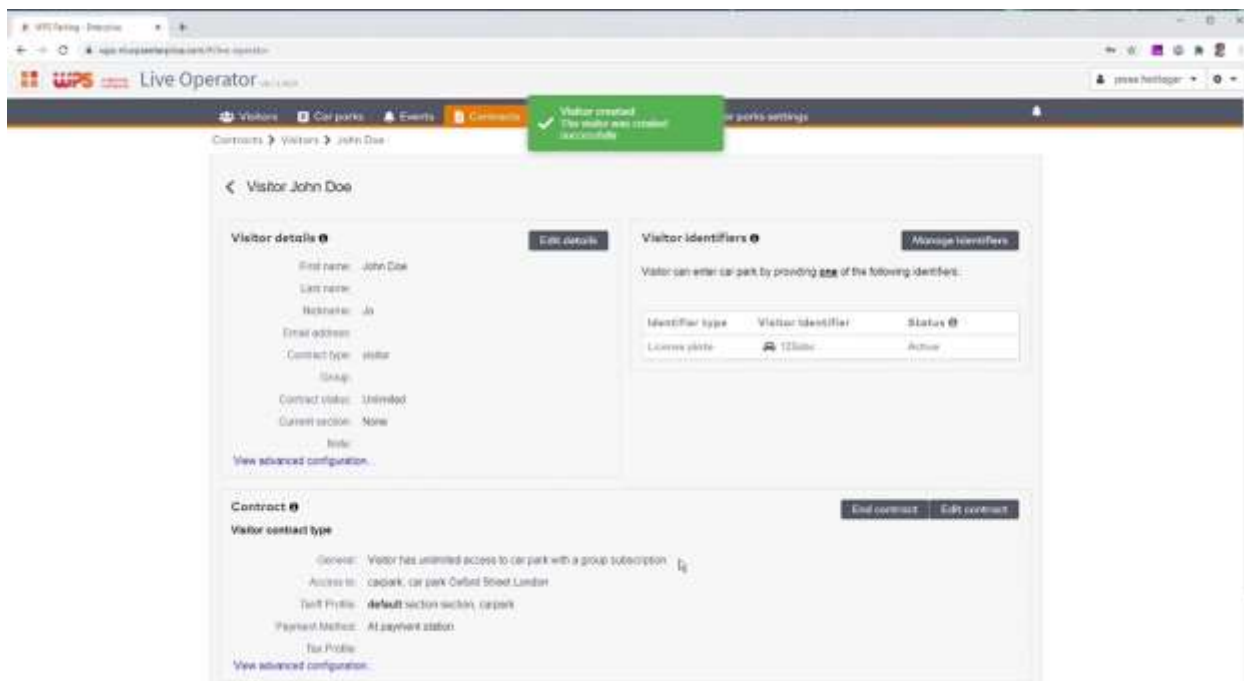 WPS Parking - Enterprise
WPS Live Operator
Visitors Car parks Events Contracts parks settings
Visitor created
The visitor was created
successfully
Contracts Visitors John Doe
Visitor John Doe
Visitor details Edit details
First name: John Doe
Last name:
Nickname: Jo
Email address:
Contract type: visitor
Group:
Contract status: Unlimited
Current section: None
Note:
View advanced configuration.
Visitor identifiers Manage identifiers
Visitor can enter car park by providing one of the following identifiers.
Identifier type Visitor identifier Status
License plate Active
Contract End contract Edit contract
Visitor contract type
General: Visitor has unlimited access to car park with a group subscription
Access to: carpark, car park Oxford Street London
Tariff Profile: default section section, carpark
Payment Method: At payment station
Tax Profile:
View advanced configuration.